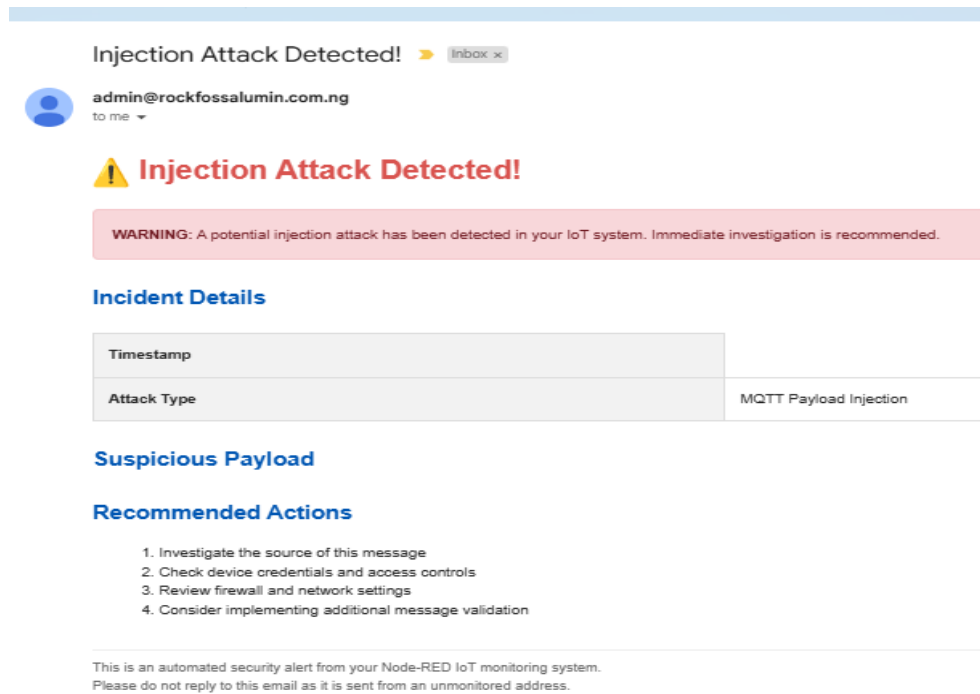 Injection Attack Detected!
Inbox ×
admin@rockfossalumin.com.ng
to me
Injection Attack Detected!
WARNING: A potential injection attack has been detected in your IoT system. Immediate investigation is recommended.
Incident Details
Timestamp
Attack Type MQTT Payload Injection
Suspicious Payload
Recommended Actions
1. Investigate the source of this message
2. Check device credentials and access controls
3. Review firewall and network settings
4. Consider implementing additional message validation
This is an automated security alert from your Node-RED IoT monitoring system.
Please do not reply to this email as it is sent from an unmonitored address.